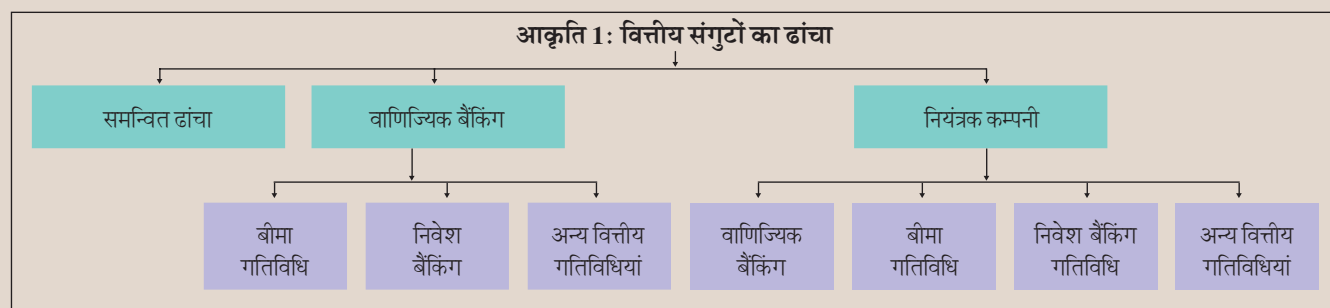 आकृति 1: वित्तीय संगुटों का ढांचा
समन्वित ढांचा
वाणिज्यिक बैंकिंग
नियंत्रक कम्पनी
बीमा
गतिविधि
निवेश
बैंकिंग
अन्य वित्तीय
गतिविधियां
वाणिज्यिक
बैंकिंग
बीमा
गतिविधि
निवेश बैंकिंग
गतिविधि
अन्य वित्तीय
गतिविधियां